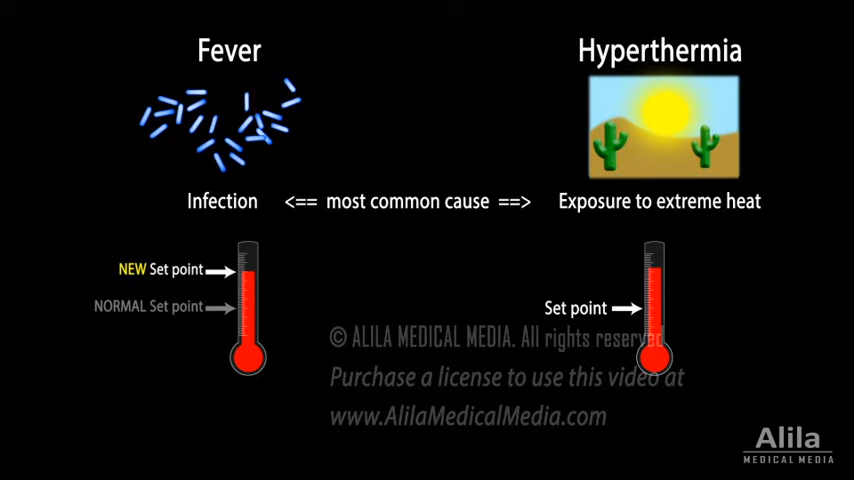 Fever
Hyperthermia
Infection <== most common cause ==> Exposure to extreme heat
NEW Set point
NORMAL Set point
Set point
© ALILA MEDICAL MEDIA. All rights reserved
Purchase a license to use this video at
www.AlilaMedicalMedia.com
Alila
MEDICAL MEDIA